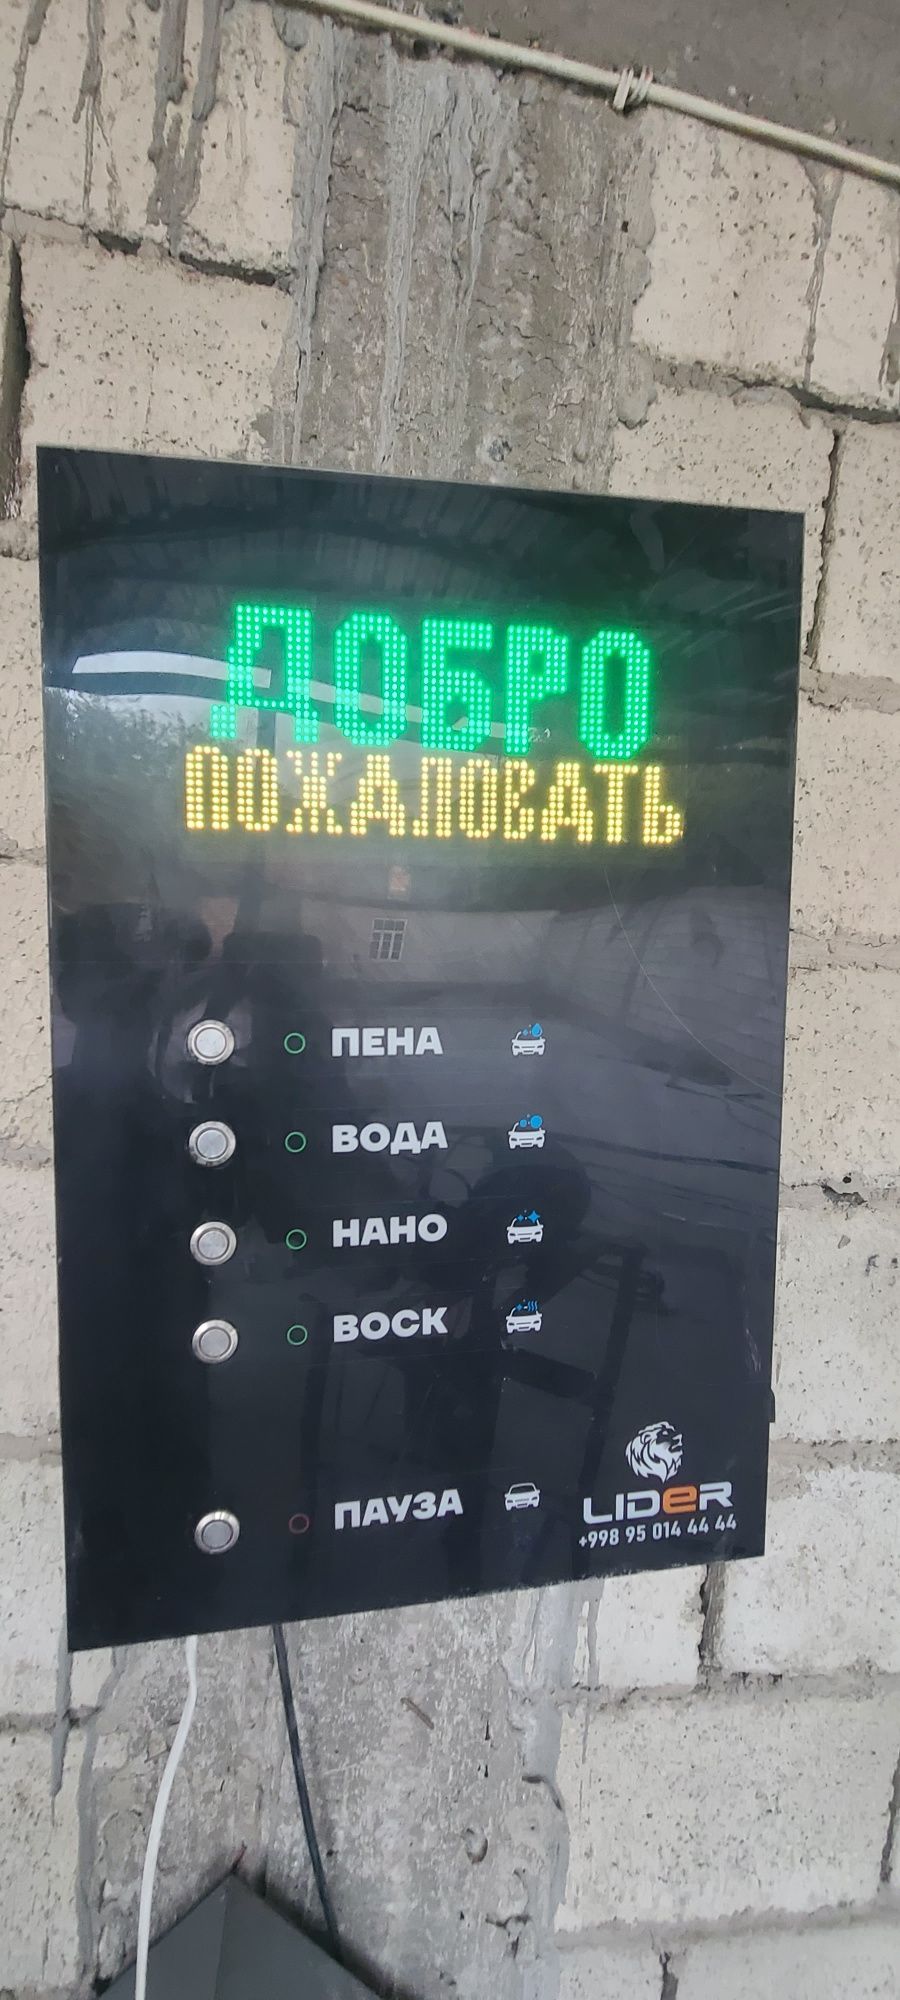 ДОБРО
ПОЖАЛОВАТЬ
ПЕНА
ВОДА
НАНО
ВОСК
ПАУЗА
LIDER
+998 95 014 44 44